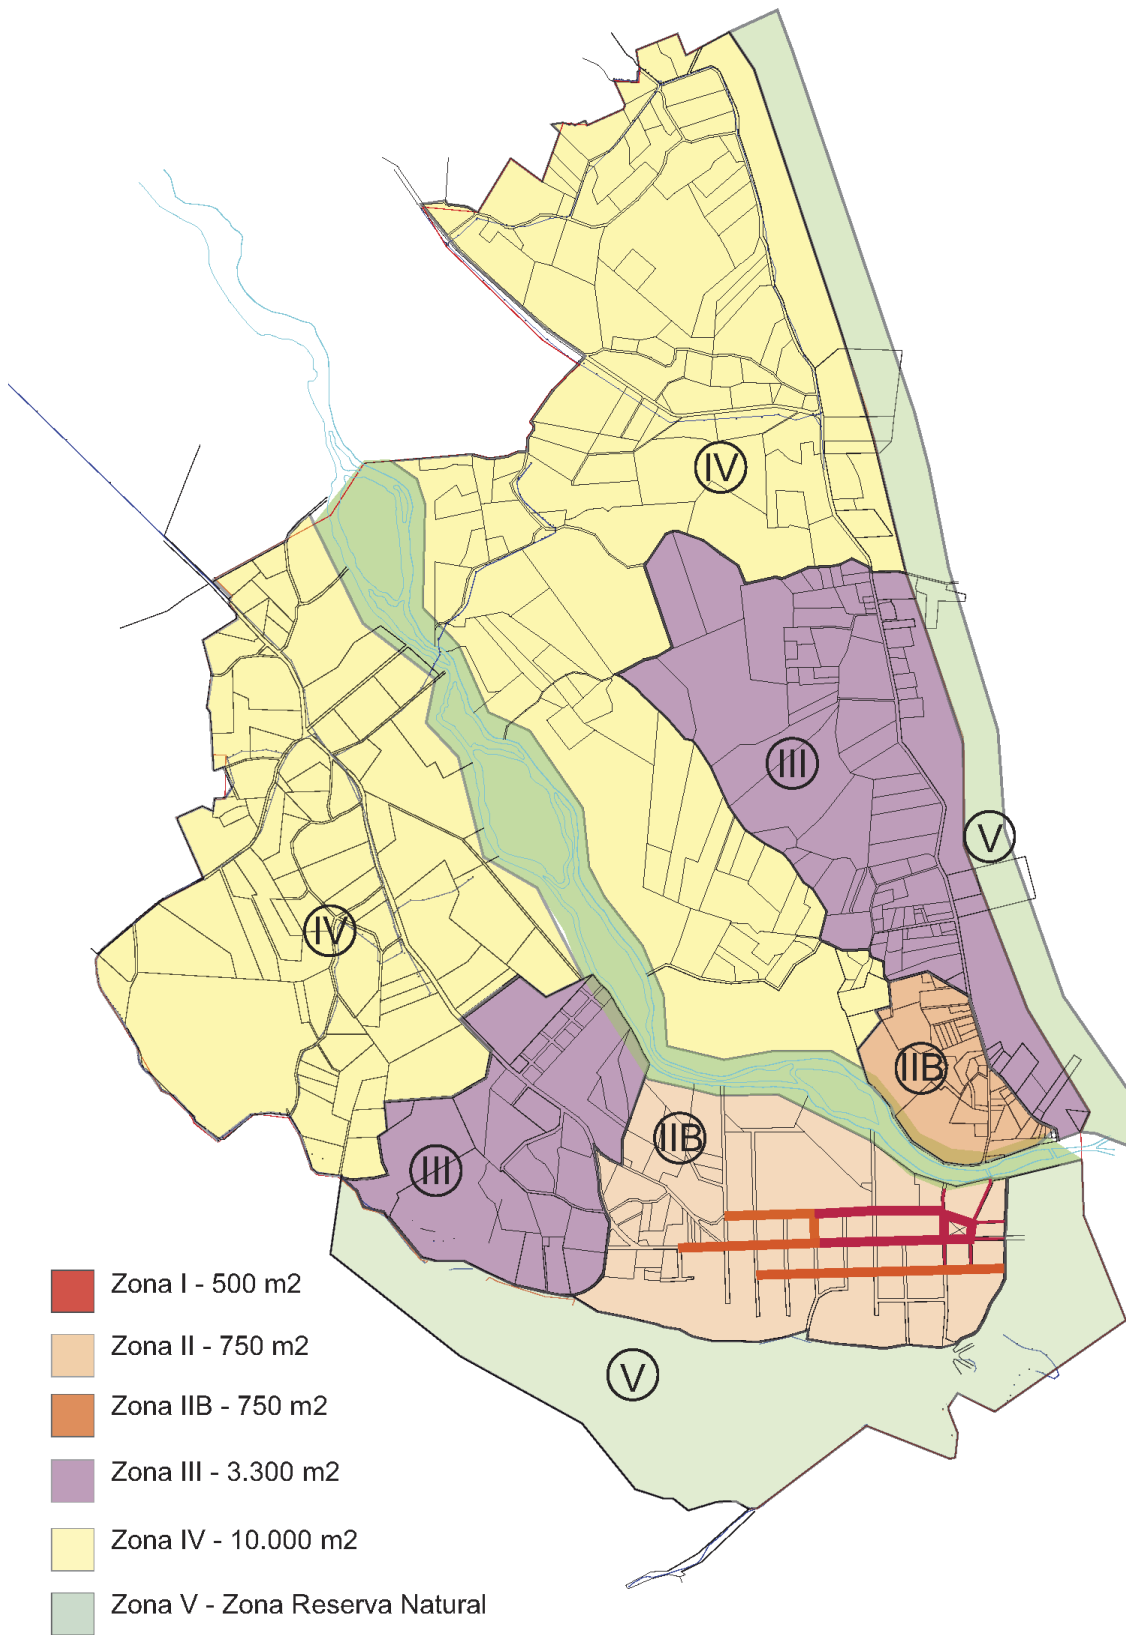 IV
III
V
IV
IIB
IIB
III
V
Zona I - 500 m2
Zona II - 750 m2
Zona IIB - 750 m2
Zona III - 3.300 m2
Zona IV - 10.000 m2
Zona V - Zona Reserva Natural